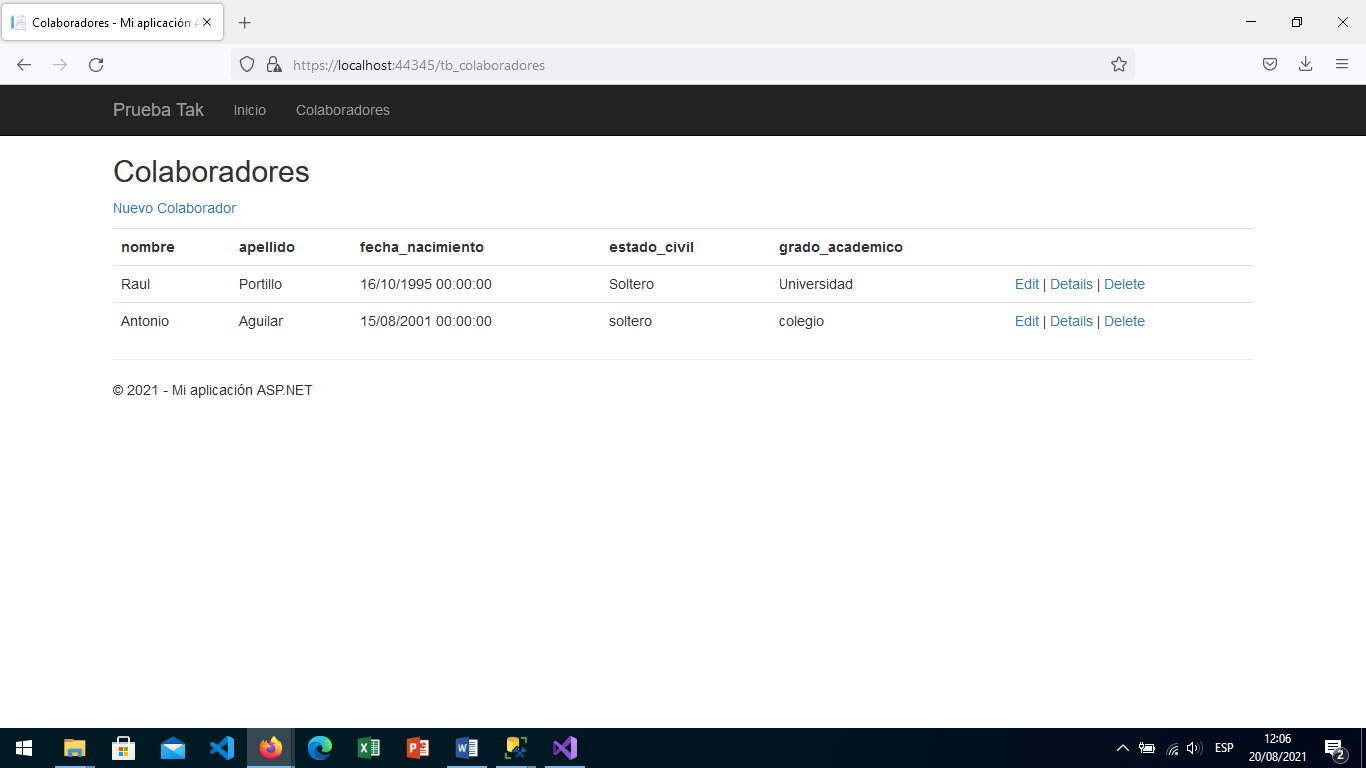 Colaboradores - Mi aplicación A
https://localhost:44345/tb_colaboradores
Prueba Tak Inicio Colaboradores
Colaboradores
Nuevo Colaborador
nombre apellido fecha_nacimiento estado_civil grado_academico
Raul Portillo 16/10/1995 00:00:00 Soltero Universidad Edit | Details | Delete
Antonio Aguilar 15/08/2001 00:00:00 soltero colegio Edit | Details | Delete
© 2021 - Mi aplicación ASP.NET
ESP 12:06
20/08/2021 2